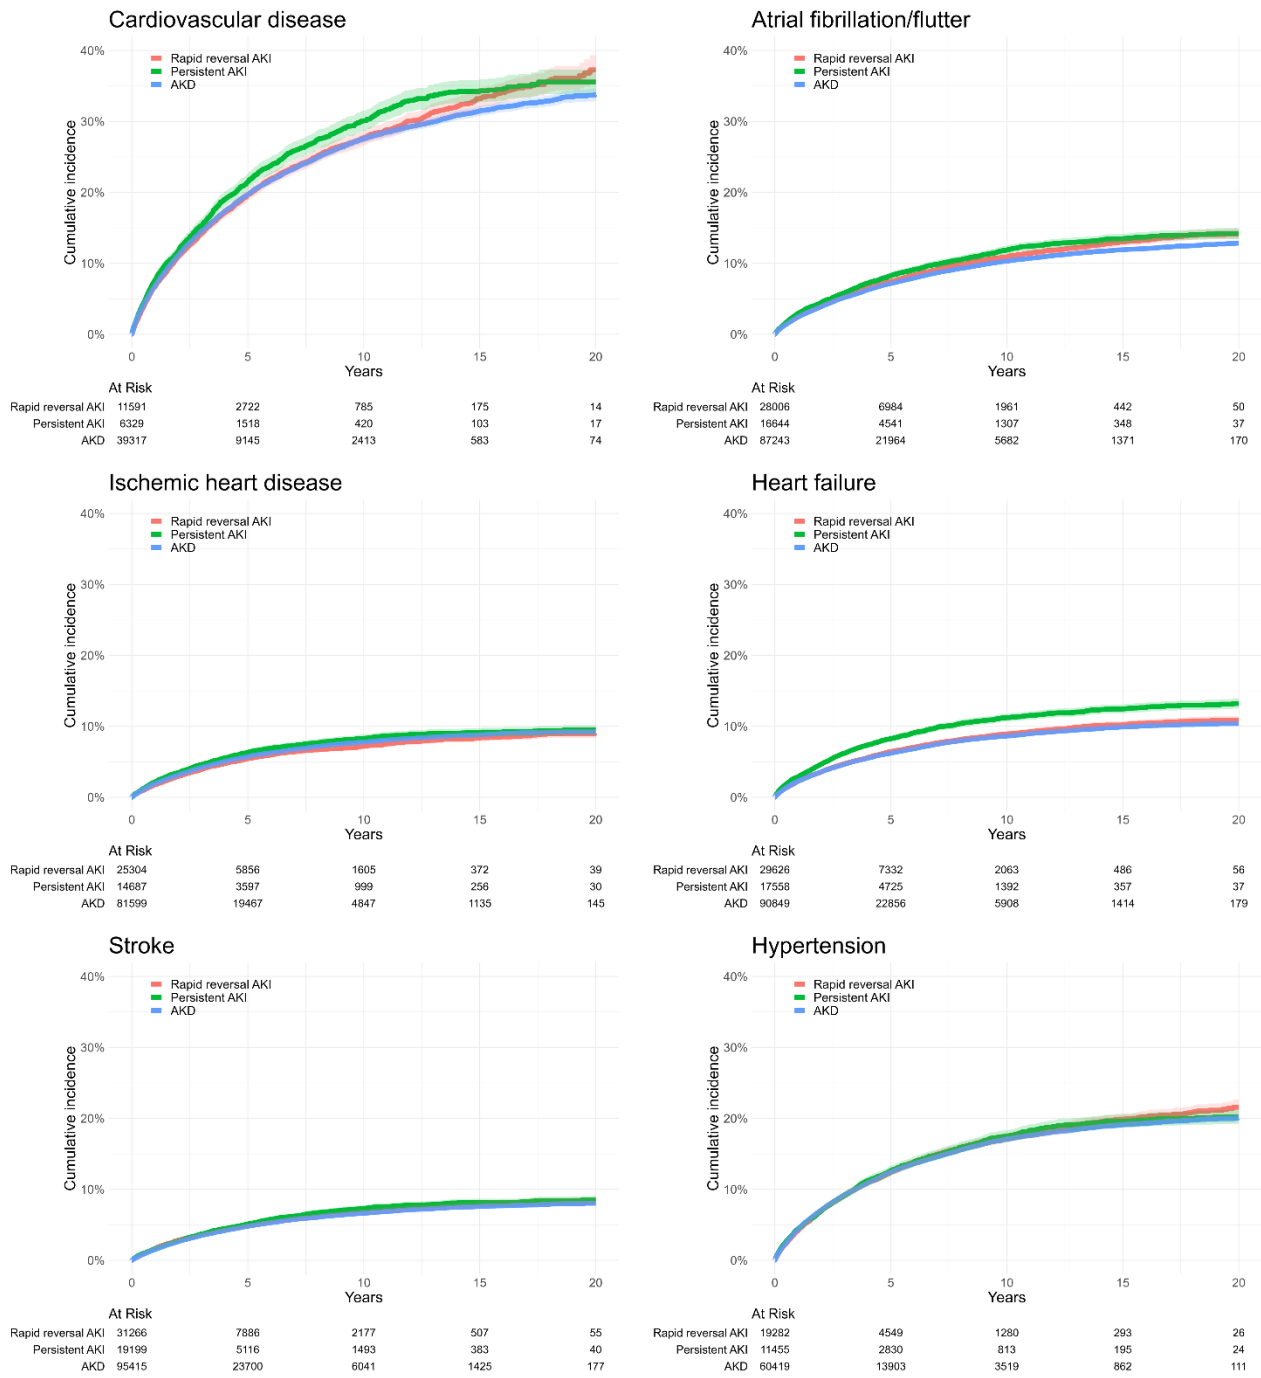 Cardiovascular disease
40%
30%
20%
10%
0%
Cumulative incidence
Rapid reversal AKI
Persistent AKI
AKD
0 5 10 15 20
Years
At Risk
Rapid reversal AKI 11591 2722 785 175 14
Persistent AKI 6329 1518 420 103 17
AKD 39317 9145 2413 583 74
Atrial fibrillation/flutter
40%
30%
20%
10%
0%
Cumulative incidence
Rapid reversal AKI
Persistent AKI
AKD
0 5 10 15 20
Years
At Risk
Rapid reversal AKI 28006 6984 1961 442 50
Persistent AKI 16644 4541 1307 348 37
AKD 87243 21964 5682 1371 170
Ischemic heart disease
40%
30%
20%
10%
0%
Cumulative incidence
Rapid reversal AKI
Persistent AKI
AKD
0 5 10 15 20
Years
At Risk
Rapid reversal AKI 25304 5856 1605 372 39
Persistent AKI 14687 3597 999 256 30
AKD 81599 19467 4847 1135 145
Heart failure
40%
30%
20%
10%
0%
Cumulative incidence
Rapid reversal AKI
Persistent AKI
AKD
0 5 10 15 20
Years
At Risk
Rapid reversal AKI 29626 7332 2063 486 56
Persistent AKI 17558 4725 1392 357 37
AKD 90849 22856 5908 1414 179
Stroke
40%
30%
20%
10%
0%
Cumulative incidence
Rapid reversal AKI
Persistent AKI
AKD
0 5 10 15 20
Years
At Risk
Rapid reversal AKI 31266 7886 2177 507 55
Persistent AKI 19199 5116 1493 383 40
AKD 95415 23700 6041 1425 177
Hypertension
40%
30%
20%
10%
0%
Cumulative incidence
Rapid reversal AKI
Persistent AKI
AKD
0 5 10 15 20
Years
At Risk
Rapid reversal AKI 19282 4549 1280 293 26
Persistent AKI 11455 2830 813 195 24
AKD 60419 13903 3519 862 111